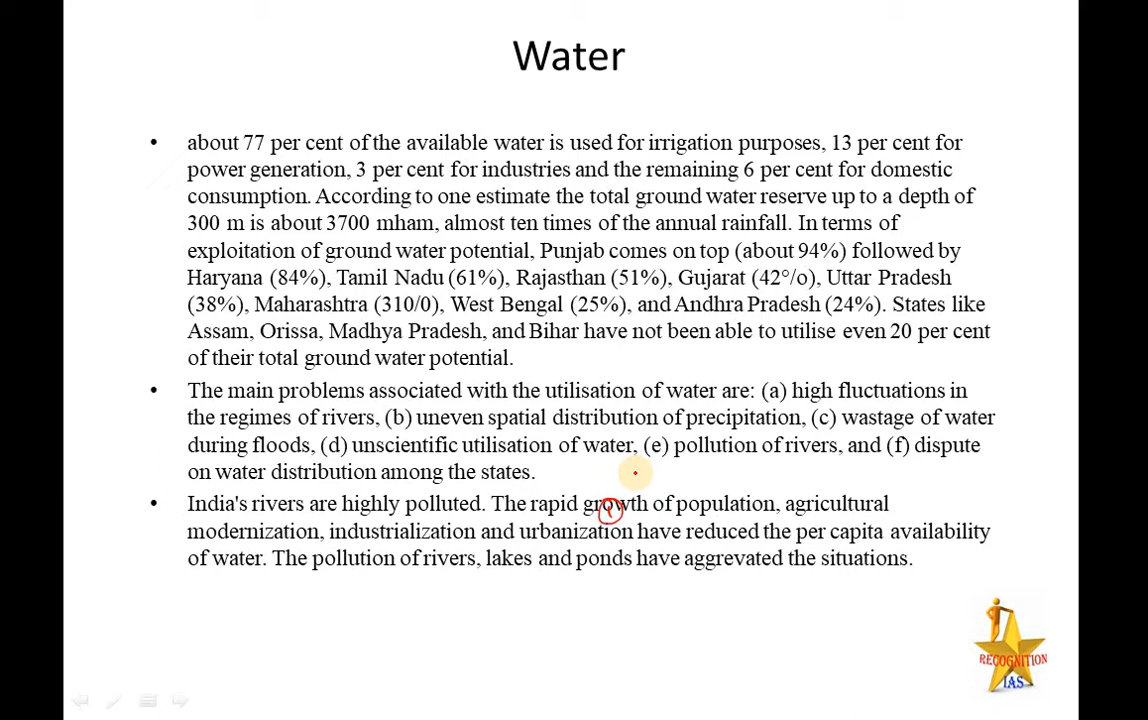 Water
• about 77 per cent of the available water is used for irrigation purposes, 13 per cent for
power generation, 3 per cent for industries and the remaining 6 per cent for domestic
consumption. According to one estimate the total ground water reserve up to a depth of
300 m is about 3700 mham, almost ten times of the annual rainfall. In terms of
exploitation of ground water potential, Punjab comes on top (about 94%) followed by
Haryana (84%), Tamil Nadu (61%), Rajasthan (51%), Gujarat (42°/o), Uttar Pradesh
(38%), Maharashtra (310/0), West Bengal (25%), and Andhra Pradesh (24%). States like
Assam, Orissa, Madhya Pradesh, and Bihar have not been able to utilise even 20 per cent
of their total ground water potential.
• The main problems associated with the utilisation of water are: (a) high fluctuations in
the regimes of rivers, (b) uneven spatial distribution of precipitation, (c) wastage of water
during floods, (d) unscientific utilisation of water, (e) pollution of rivers, and (f) dispute
on water distribution among the states.
• India's rivers are highly polluted. The rapid growth of population, agricultural
modernization, industrialization and urbanization have reduced the per capita availability
of water. The pollution of rivers, lakes and ponds have aggrevated the situations.
RECOGNITION
IAS